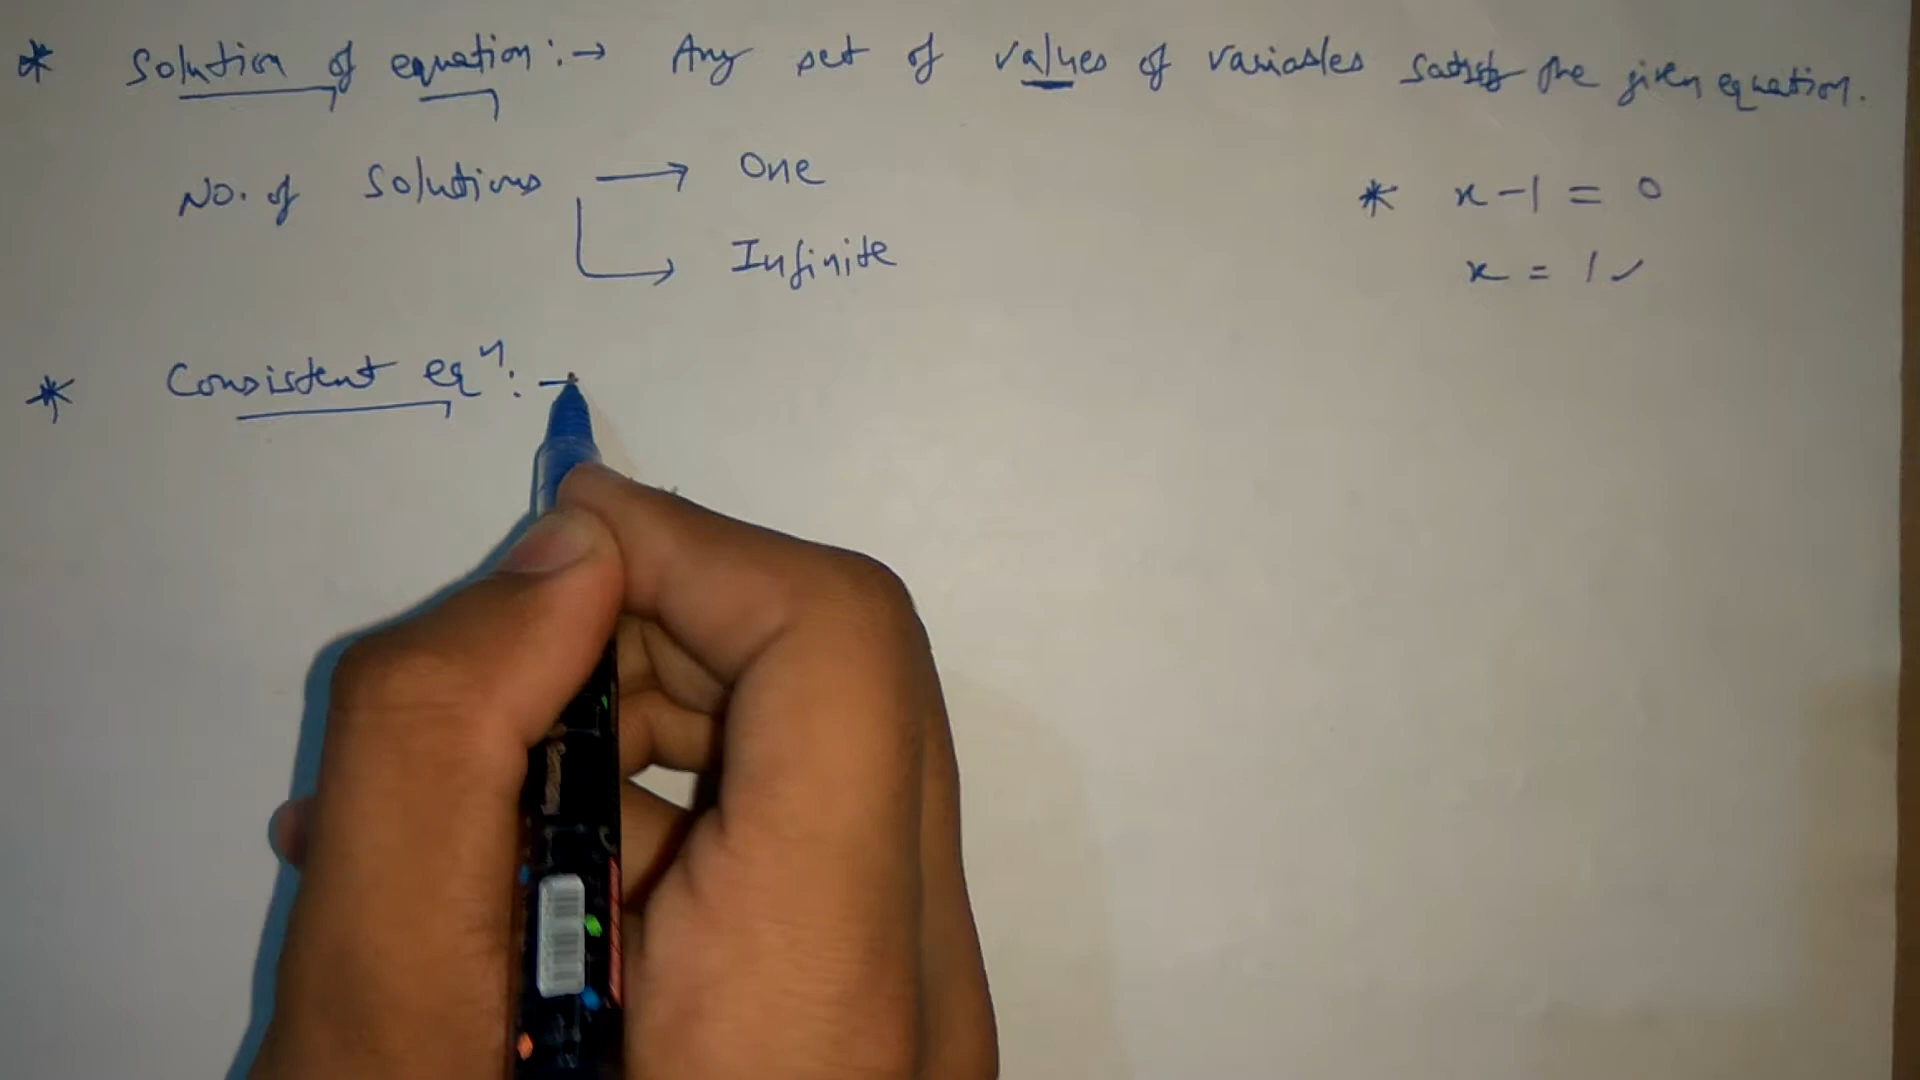 * Solution of equation :→ Any set of values of variables satisfy the given equation.
No. of Solutions → One
→ Infinite
* x - 1 = 0
x = 1 ✓
* Consistent eqⁿ : -